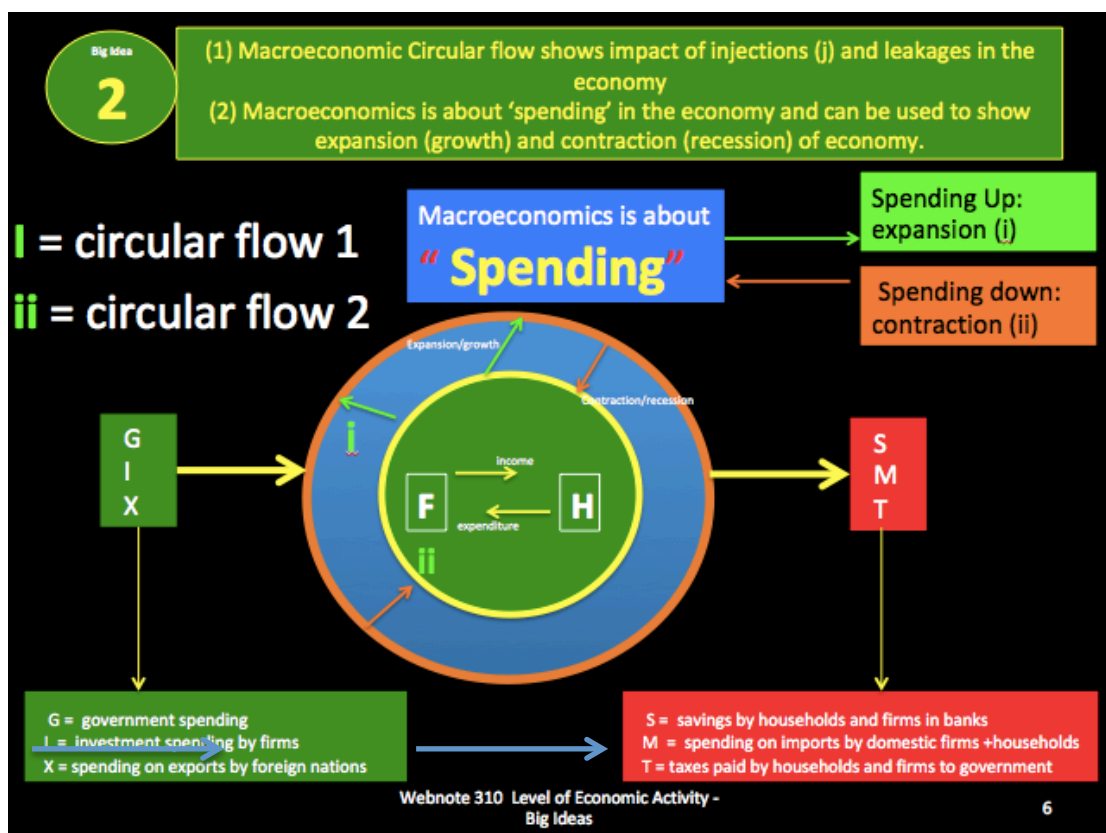 Big Idea
2
(1) Macroeconomic Circular flow shows impact of injections (j) and leakages in the
economy
(2) Macroeconomics is about ‘spending’ in the economy and can be used to show
expansion (growth) and contraction (recession) of economy.
I = circular flow 1
ii = circular flow 2
Macroeconomics is about
“ Spending”
Spending Up:
expansion (i)
Spending down:
contraction (ii)
Expansion/growth
Contraction/recession
i
G
I
X
income
F
H
expenditure
ii
S
M
T
G = government spending
I = investment spending by firms
X = spending on exports by foreign nations
S = savings by households and firms in banks
M = spending on imports by domestic firms +households
T = taxes paid by households and firms to government
Webnote 310 Level of Economic Activity -
Big Ideas
6